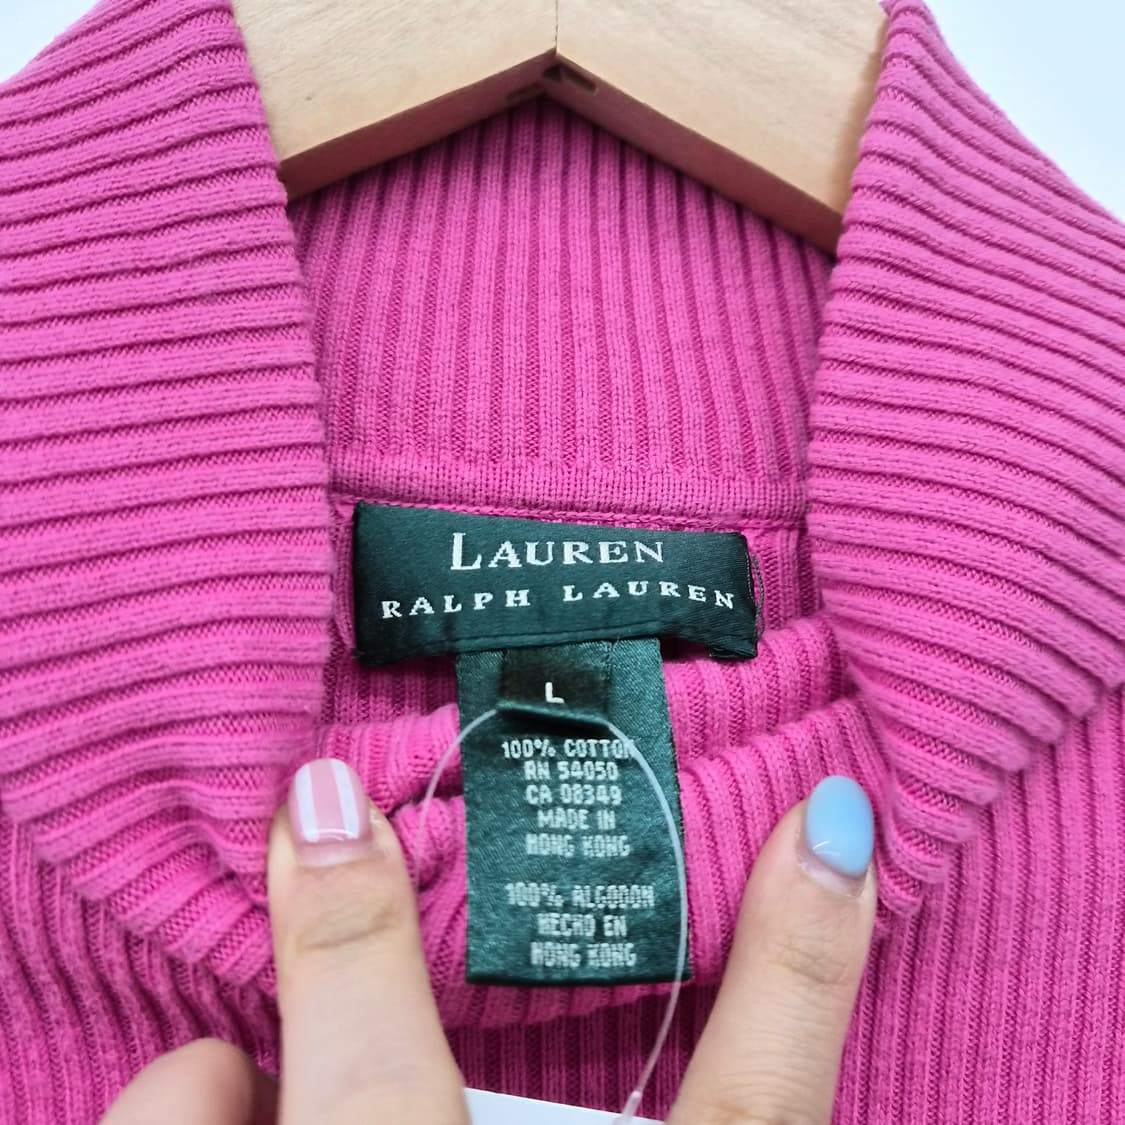 LAUREN
RALPH LAUREN
L
100% COTTON
RN 54050
CA 08349
MADE IN
HONG KONG
100% ALGODON
HECHO EN
HONG KONG